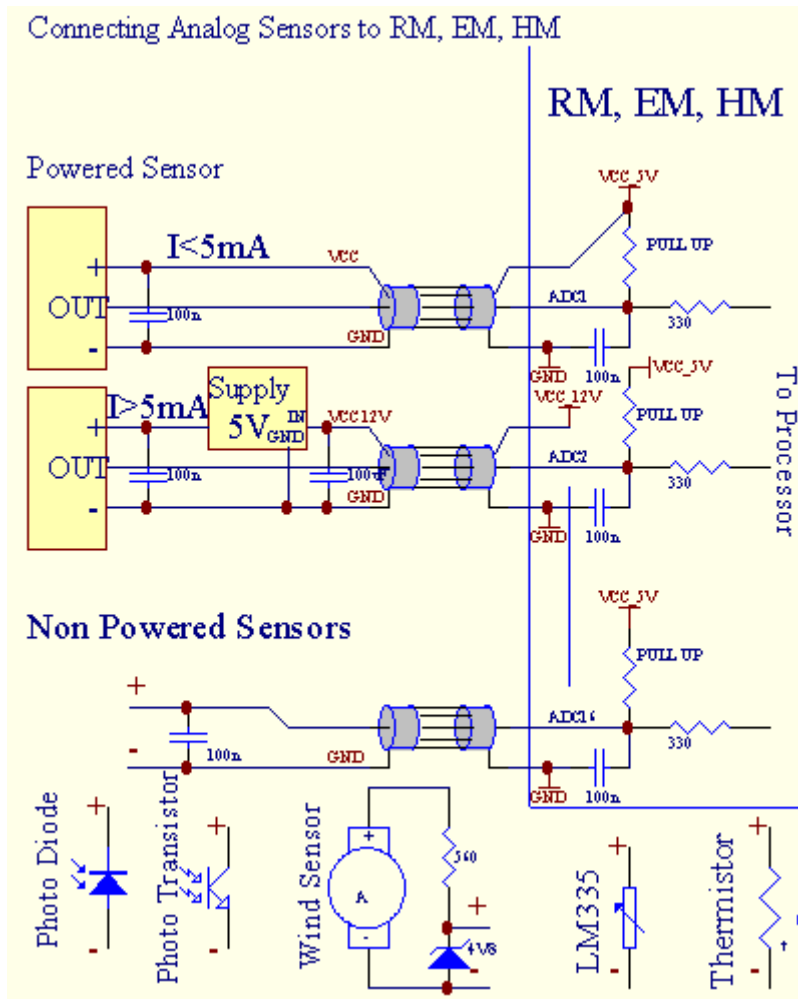 Connecting Analog Sensors to RM, EM, HM
RM, EM, HM
Powered Sensor
VCC_5V
I<5mA
VCC
PULL UP
+
OUT
100n
ADC1
330
-
GND
GND
100n
To Processor
VCC_5V
I>5mA
Supply
5V
IN
GND
VCC12V
VCC_12V
PULL UP
+
OUT
100n
ADC2
330
-
GND
GND
100n
VCC_5V
Non Powered Sensors
PULL UP
+
ADC16
330
-
100n
GND
GND
100n
Photo Diode
+
-
Photo Transistor
+
-
Wind Sensor
+
A
-
560
+
4V8
-
LM335
+
-
Thermistor
+
-
t